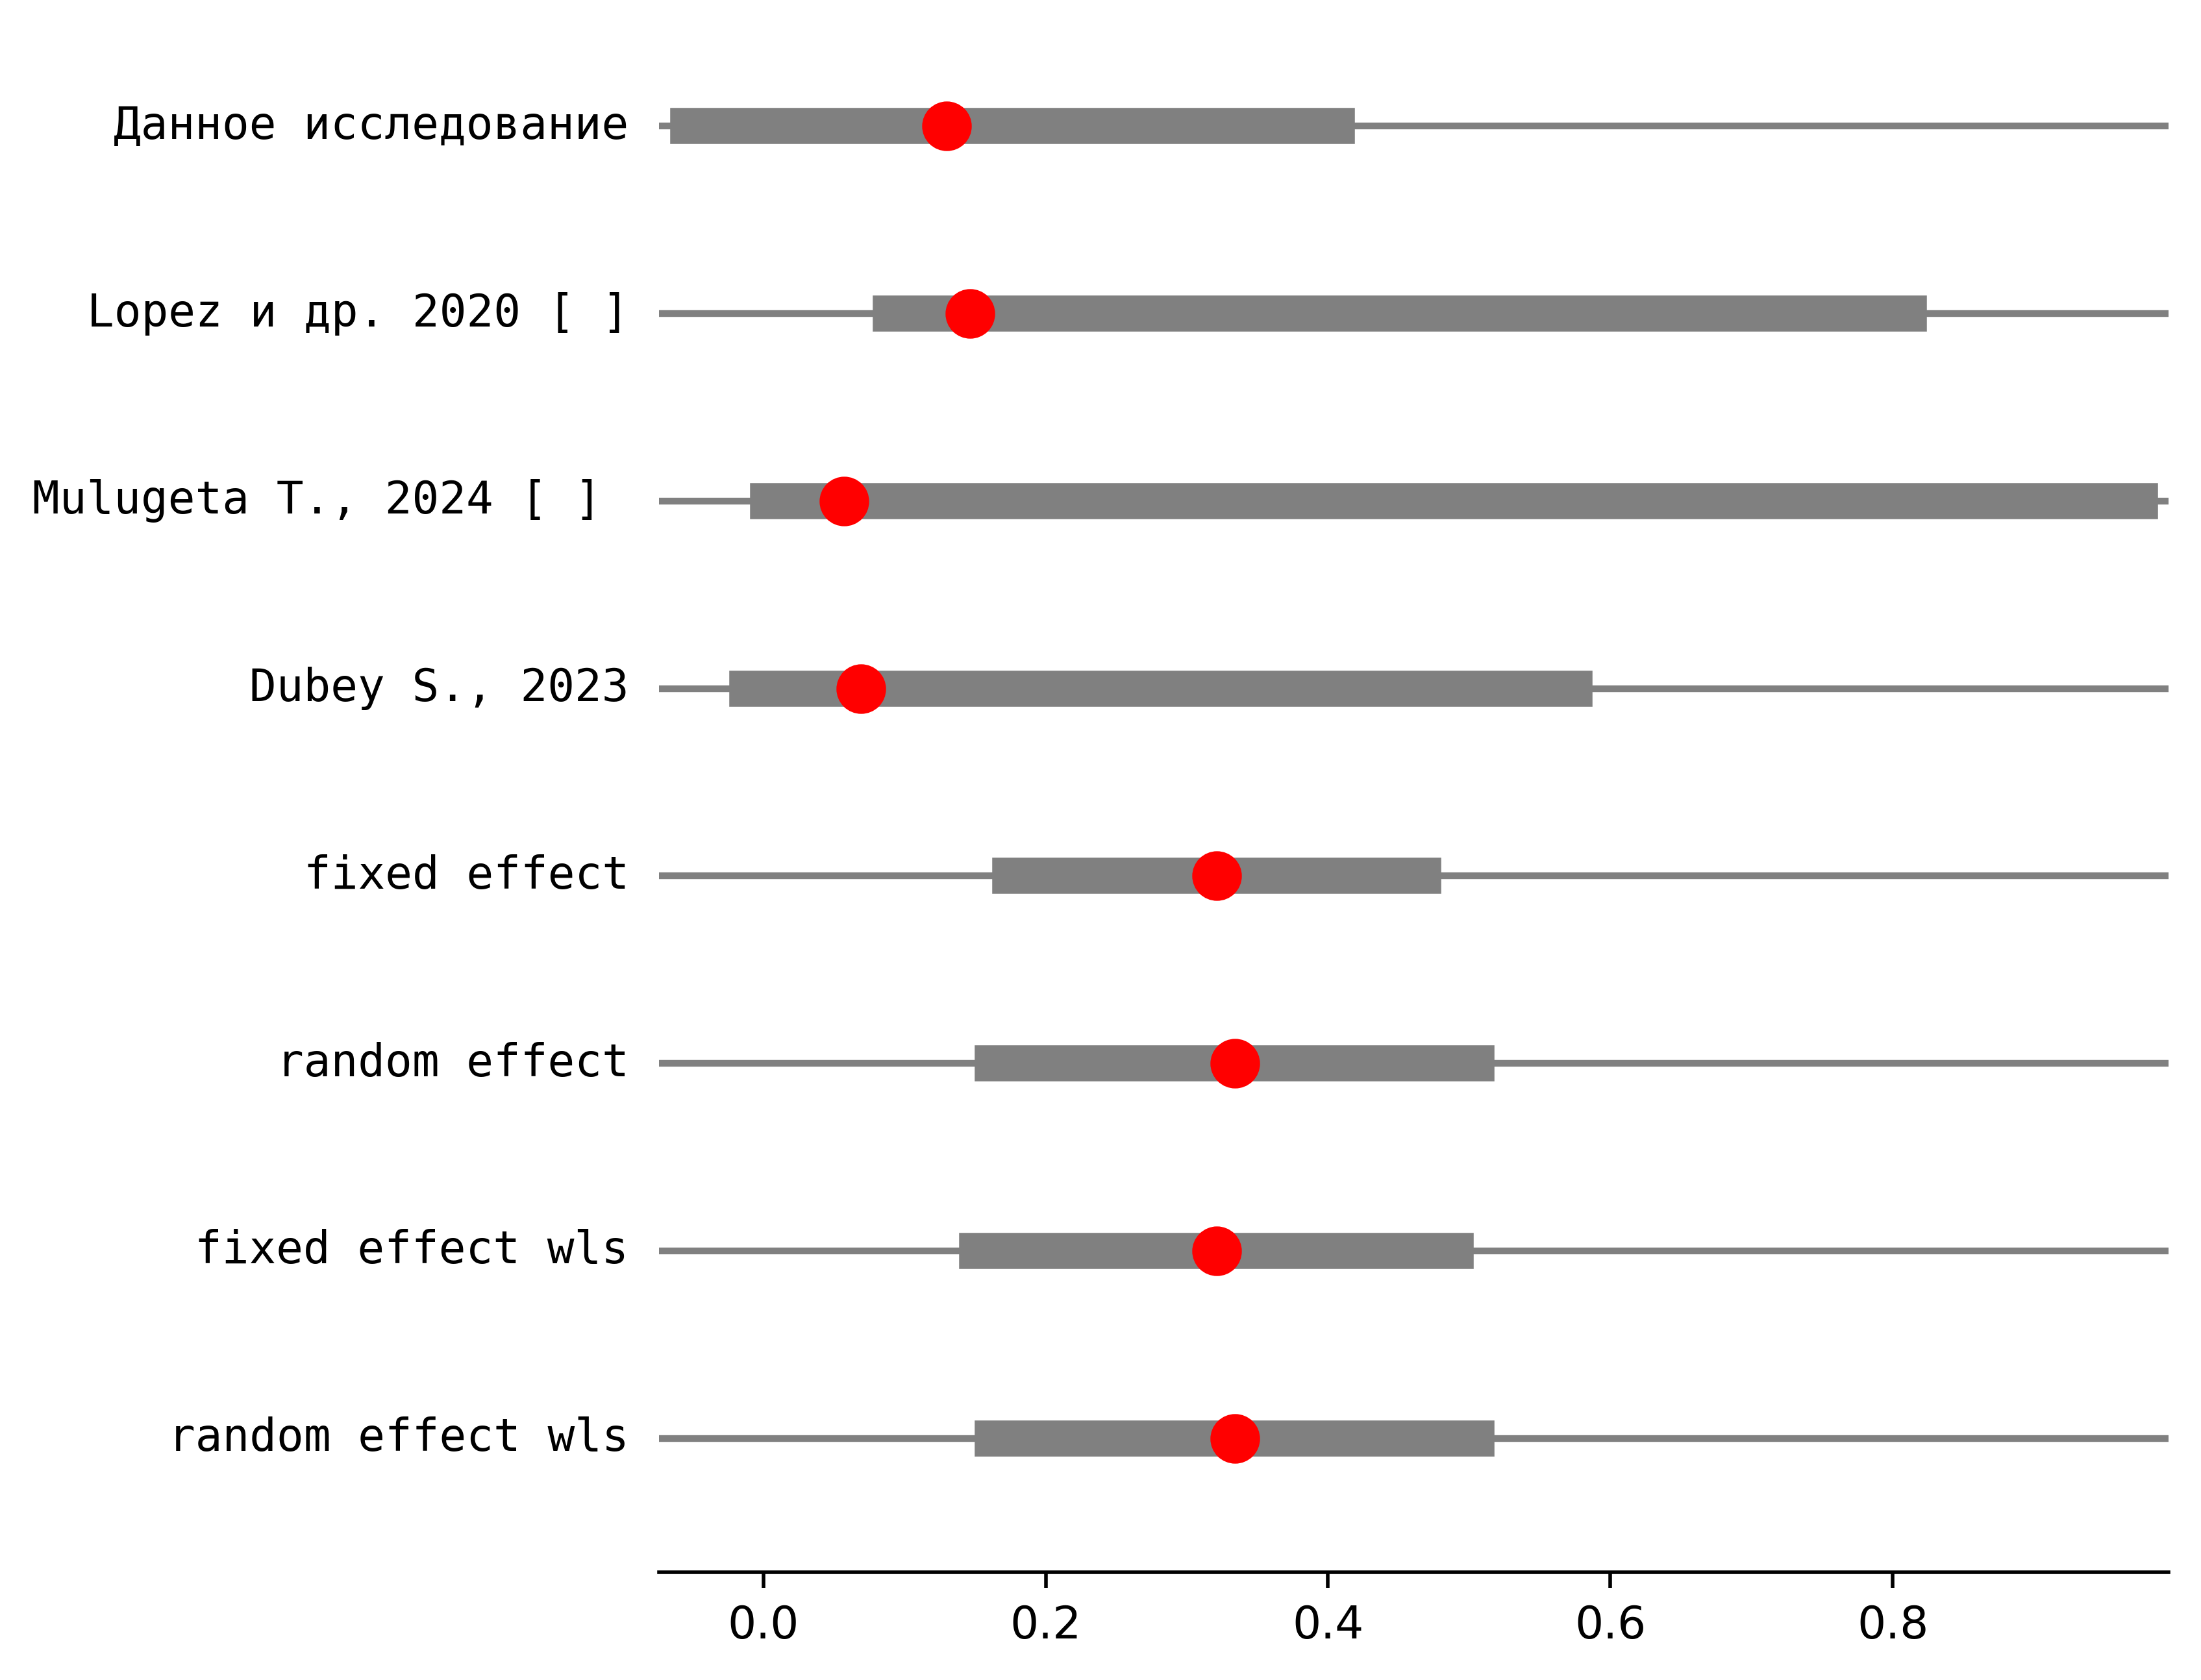 Данное исследование
Lopez и др. 2020 [ ]
Mulugeta T., 2024 [ ]
Dubey S., 2023
fixed effect
random effect
fixed effect wls
random effect wls
0.0 0.2 0.4 0.6 0.8